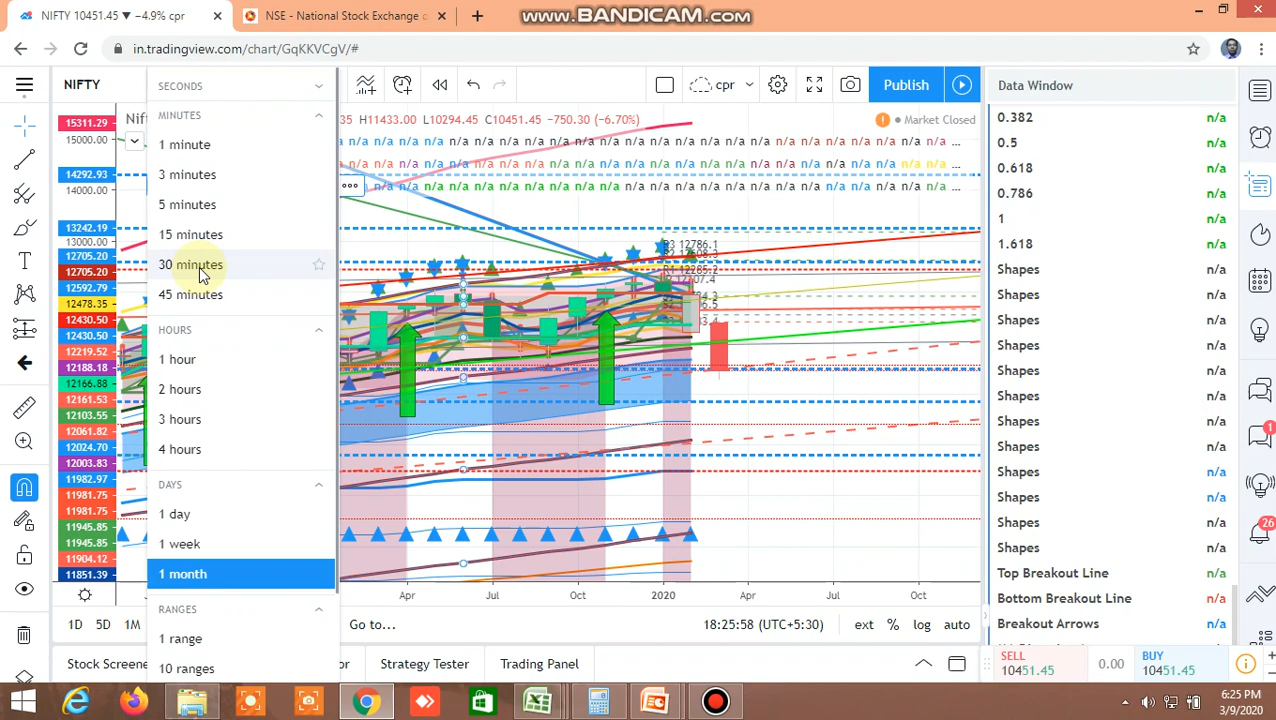 NIFTY 10451.45 ▼ −4.9% cpr
NSE - National Stock Exchange o
www.BANDICAM.com
in.tradingview.com/chart/GqKKVCgV/#
NIFTY
cpr
Publish
Data Window
SECONDS
MINUTES
1 minute
3 minutes
5 minutes
15 minutes
30 minutes
45 minutes
HOURS
1 hour
2 hours
3 hours
4 hours
DAYS
1 day
1 week
1 month
RANGES
1 range
10 ranges
H11433.00 L10294.45 C10451.45 −750.30 (−6.70%)
Market Closed
n/a n/a n/a n/a n/a n/a n/a n/a n/a n/a n/a n/a n/a n/a n/a n/a n/a n/a n/a n/a n/a n/a ...
n/a n/a n/a n/a n/a n/a n/a n/a n/a n/a n/a n/a n/a n/a n/a n/a n/a n/a n/a n/a n/a n/a ...
n/a n/a n/a n/a n/a n/a n/a n/a n/a n/a n/a n/a n/a n/a n/a n/a n/a n/a n/a n/a n/a ...
15311.29
15000.00
14292.93
14000.00
13242.19
13000.00
12705.20
12705.20
12592.79
12478.35
12430.50
12430.50
12219.52
12188.18
12166.88
12161.53
12103.55
12061.82
12024.70
12003.83
11982.97
11981.75
11981.75
11945.85
11945.85
11904.12
11851.39
R3 12786.1
Apr
Jul
Oct
2020
Apr
Jul
Oct
1D 5D 1M
Go to...
18:25:58 (UTC+5:30)
ext % log auto
Stock Screene
Strategy Tester
Trading Panel
0.382 n/a
0.5 n/a
0.618 n/a
0.786 n/a
1 n/a
1.618 n/a
Shapes n/a
Shapes n/a
Shapes n/a
Shapes n/a
Shapes n/a
Shapes n/a
Shapes n/a
Shapes n/a
Shapes n/a
Shapes n/a
Shapes n/a
Shapes n/a
Top Breakout Line n/a
Bottom Breakout Line n/a
Breakout Arrows n/a
SELL
10451.45
0.00
BUY
10451.45
1
26
6:25 PM
3/9/2020